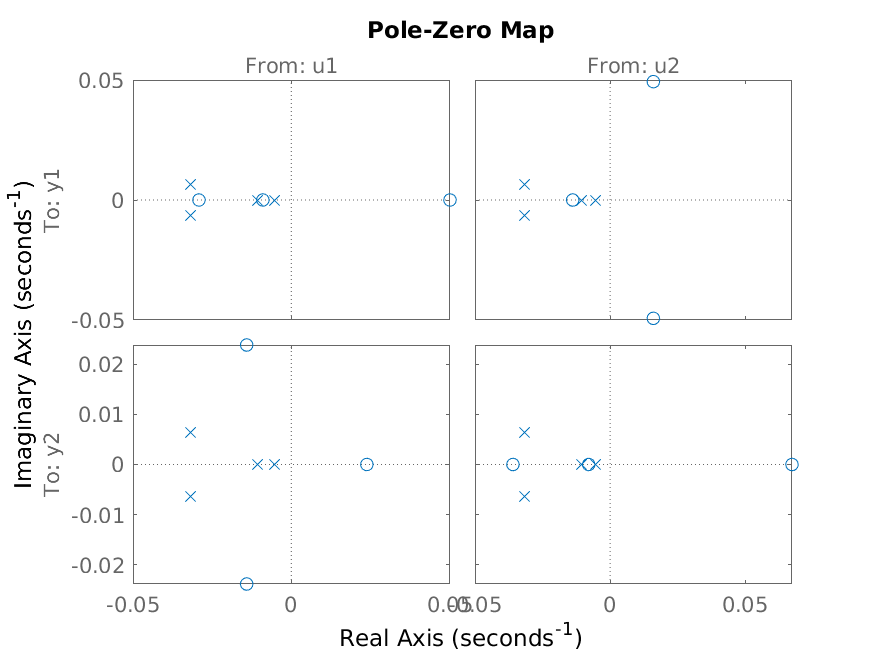 Pole-Zero Map
From: u1
From: u2
Imaginary Axis (seconds⁻¹)
To: y1
0.05
0
-0.05
To: y2
0.02
0.01
0
-0.01
-0.02
-0.05
0
0.05
-0.05
0
0.05
Real Axis (seconds⁻¹)